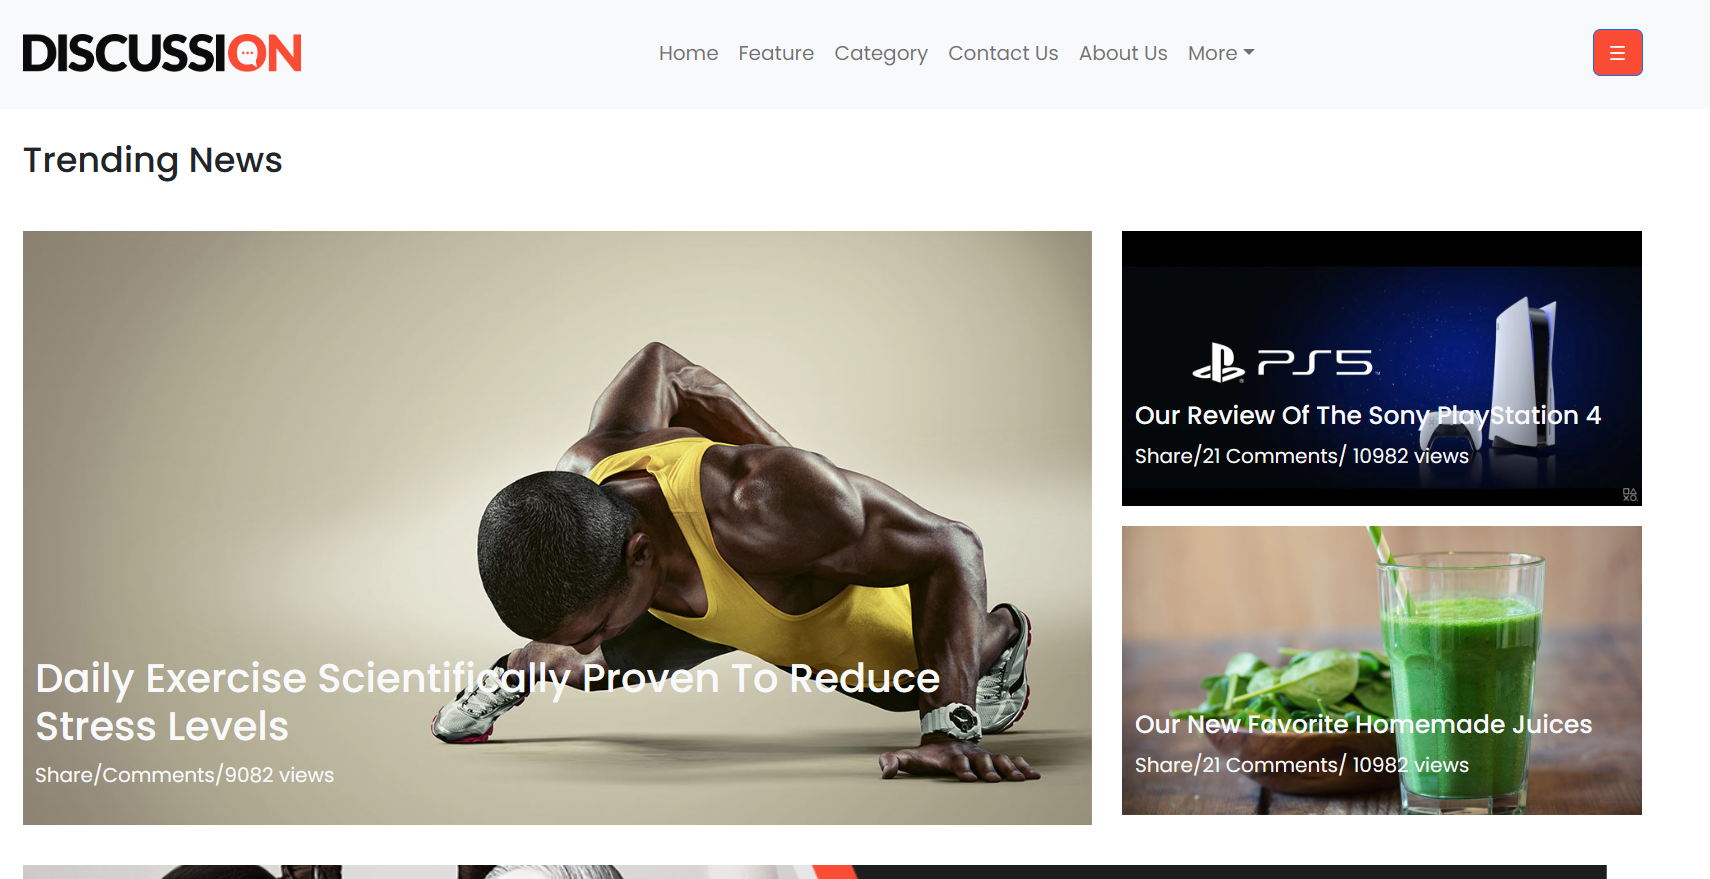 DISCUSSION
Home Feature Category Contact Us About Us More
Trending News
Daily Exercise Scientifically Proven To Reduce
Stress Levels
Share/Comments/9082 views
PS5
Our Review Of The Sony PlayStation 4
Share/21 Comments/ 10982 views
Our New Favorite Homemade Juices
Share/21 Comments/ 10982 views